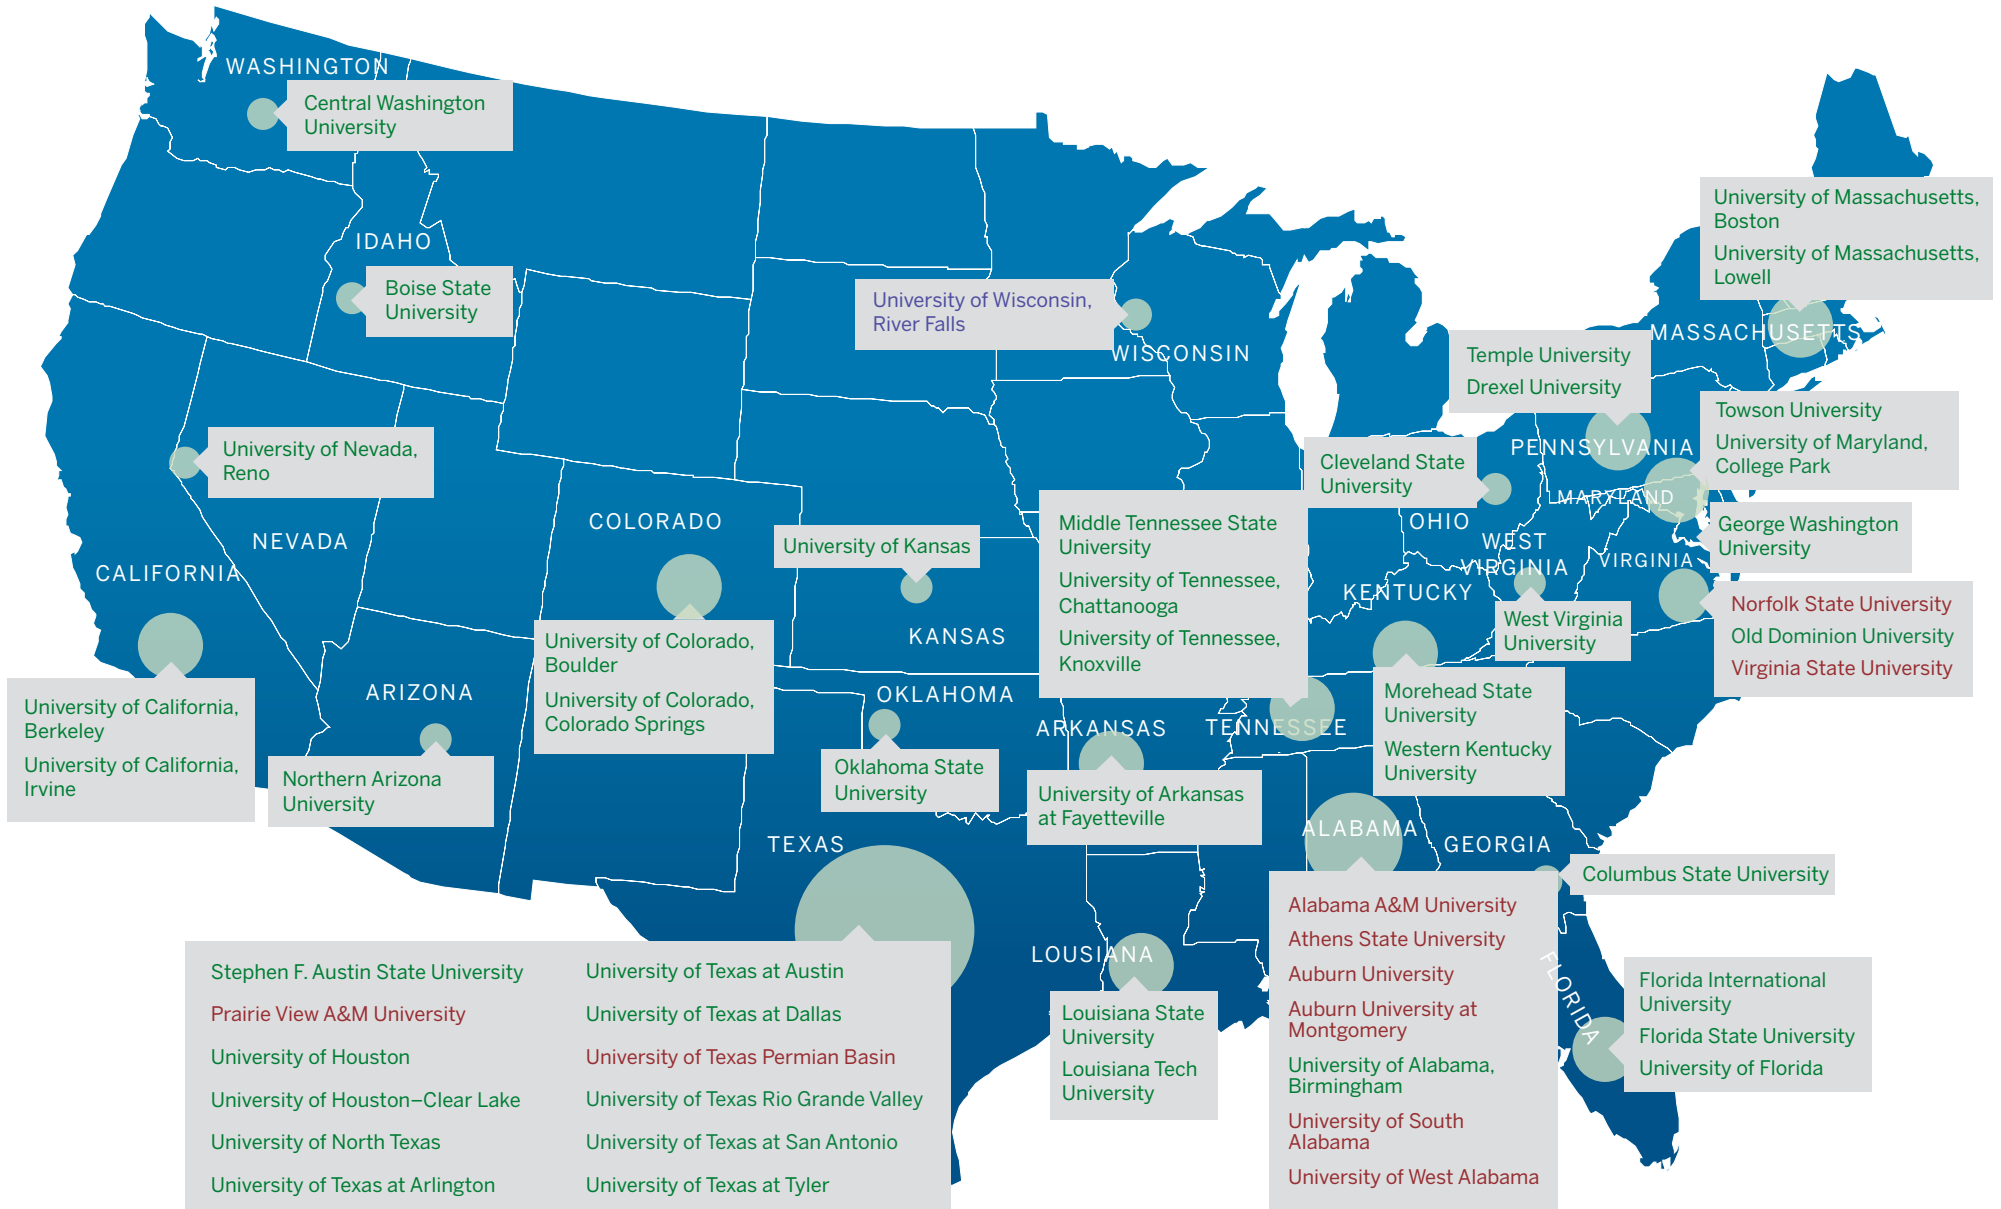 WASHINGTON
Central Washington
University
IDAHO
Boise State
University
University of Wisconsin,
River Falls
WISCONSIN
University of Massachusetts,
Boston
University of Massachusetts,
Lowell
MASSACHUSETTS
Temple University
Drexel University
PENNSYLVANIA
Towson University
University of Maryland,
College Park
MARYLAND
George Washington
University
Cleveland State
University
OHIO
WEST
VIRGINIA
West Virginia
University
VIRGINIA
Norfolk State University
Old Dominion University
Virginia State University
University of Nevada,
Reno
NEVADA
CALIFORNIA
University of California,
Berkeley
University of California,
Irvine
ARIZONA
Northern Arizona
University
COLORADO
University of Colorado,
Boulder
University of Colorado,
Colorado Springs
University of Kansas
KANSAS
OKLAHOMA
Oklahoma State
University
Middle Tennessee State
University
University of Tennessee,
Chattanooga
University of Tennessee,
Knoxville
TENNESSEE
KENTUCKY
Morehead State
University
Western Kentucky
University
ARKANSAS
University of Arkansas
at Fayetteville
TEXAS
Stephen F. Austin State University
Prairie View A&M University
University of Houston
University of Houston–Clear Lake
University of North Texas
University of Texas at Arlington
University of Texas at Austin
University of Texas at Dallas
University of Texas Permian Basin
University of Texas Rio Grande Valley
University of Texas at San Antonio
University of Texas at Tyler
LOUSIANA
Louisiana State
University
Louisiana Tech
University
ALABAMA
Alabama A&M University
Athens State University
Auburn University
Auburn University at
Montgomery
University of Alabama,
Birmingham
University of South
Alabama
University of West Alabama
GEORGIA
Columbus State University
FLORIDA
Florida International
University
Florida State University
University of Florida